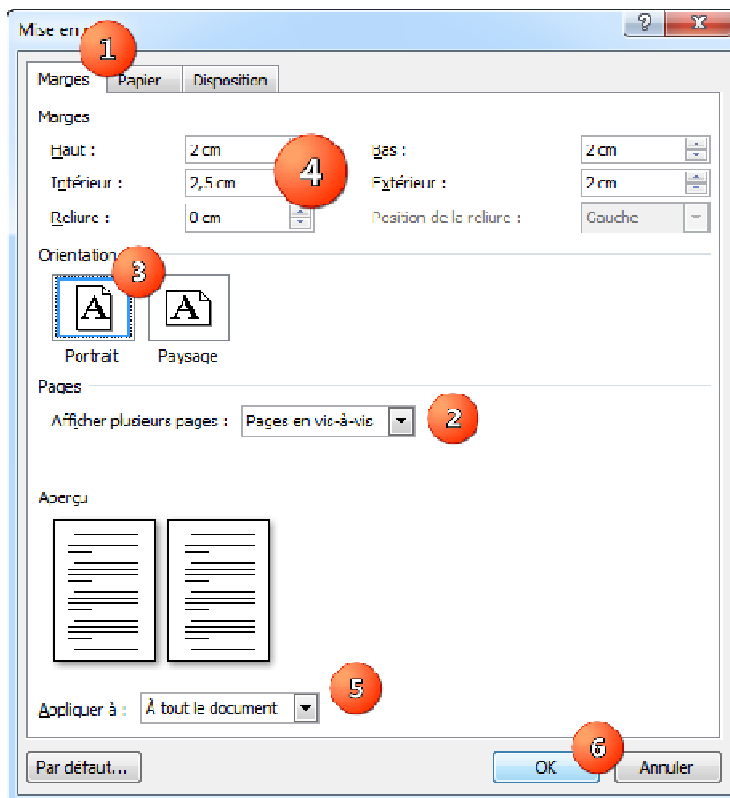 Mise en
1
Marges Papier Disposition
Marges
Haut : 2 cm Bas : 2 cm
Intérieur : 2,5 cm 4 Extérieur : 2 cm
Reliure : 0 cm Position de la reliure : Gauche
Orientation 3
A A
Portrait Paysage
Pages
Afficher plusieurs pages : Pages en vis-à-vis 2
Aperçu
5
Appliquer à : À tout le document
6
Par défaut... OK Annuler